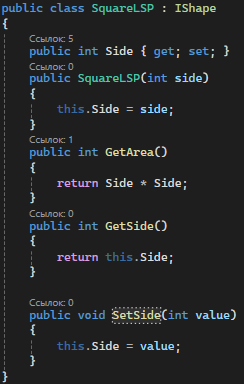 public class SquareLSP : IShape
{
Ссылок: 5
public int Side { get; set; }
Ссылок: 0
public SquareLSP(int side)
{
this.Side = side;
}
Ссылок: 1
public int GetArea()
{
return Side * Side;
}
Ссылок: 0
public int GetSide()
{
return this.Side;
}
Ссылок: 0
public void SetSide(int value)
{
this.Side = value;
}
}